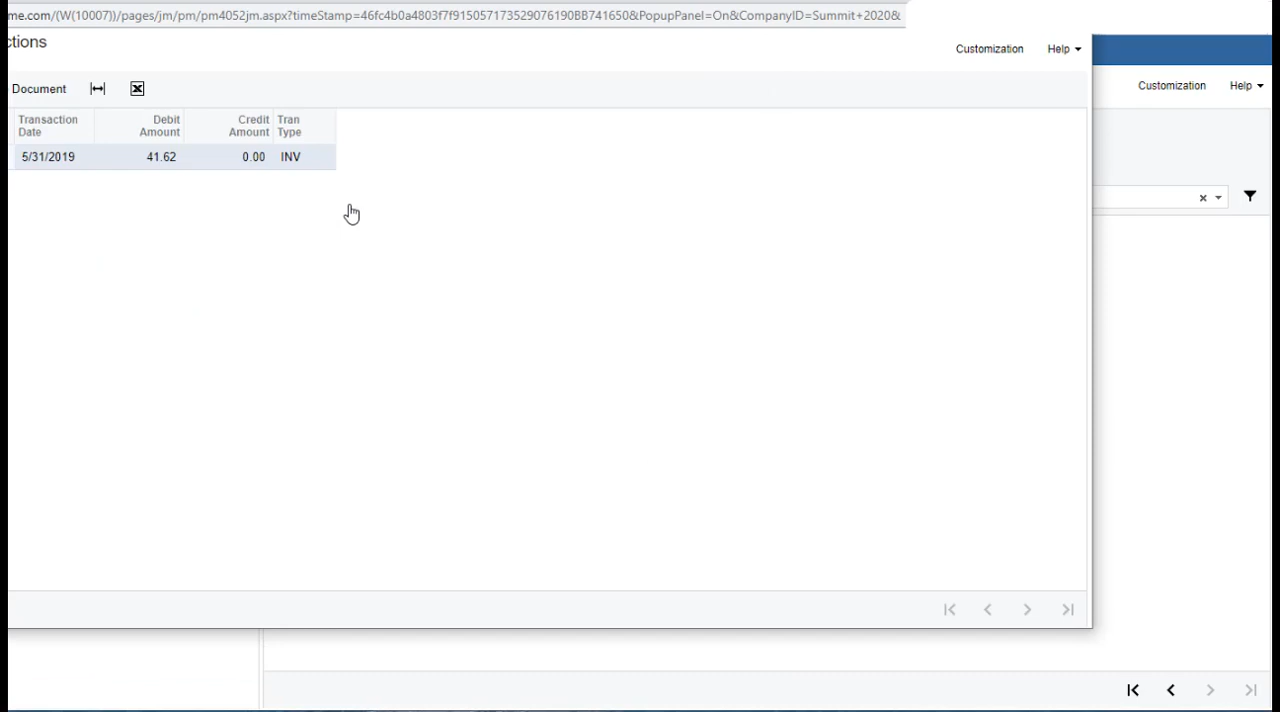 me.com/(W(10007))/pages/jm/pm/pm4052jm.aspx?timeStamp=46fc4b0a4803f7f915057173529076190BB741650&PopupPanel=On&CompanyID=Summit+2020&
ctions
Customization Help
Customization Help
Document
Transaction Date Debit Amount Credit Amount Tran Type
5/31/2019 41.62 0.00 INV